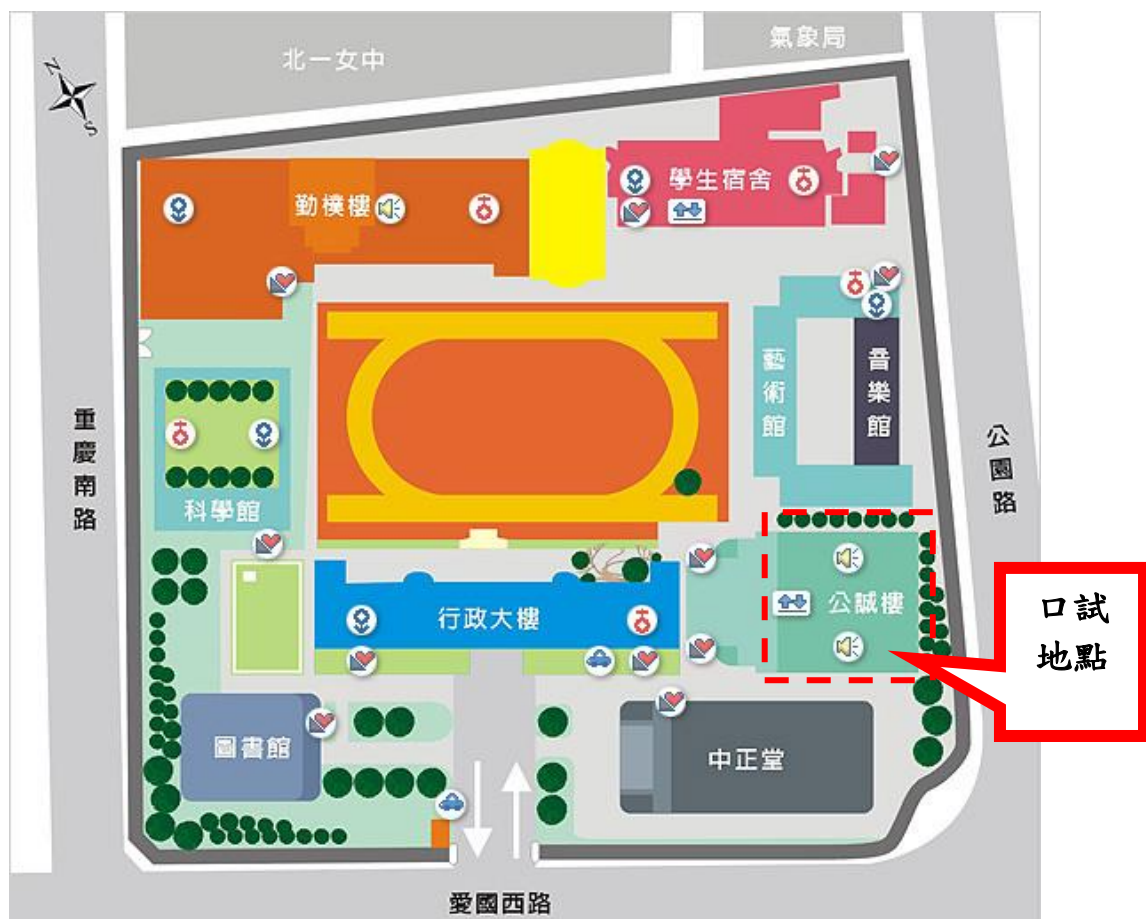 北一女中
氣象局
N
S
勤樸樓
學生宿舍
重慶南路
藝術館
音樂館
公園路
科學館
行政大樓
公誠樓
口試
地點
圖書館
中正堂
愛國西路